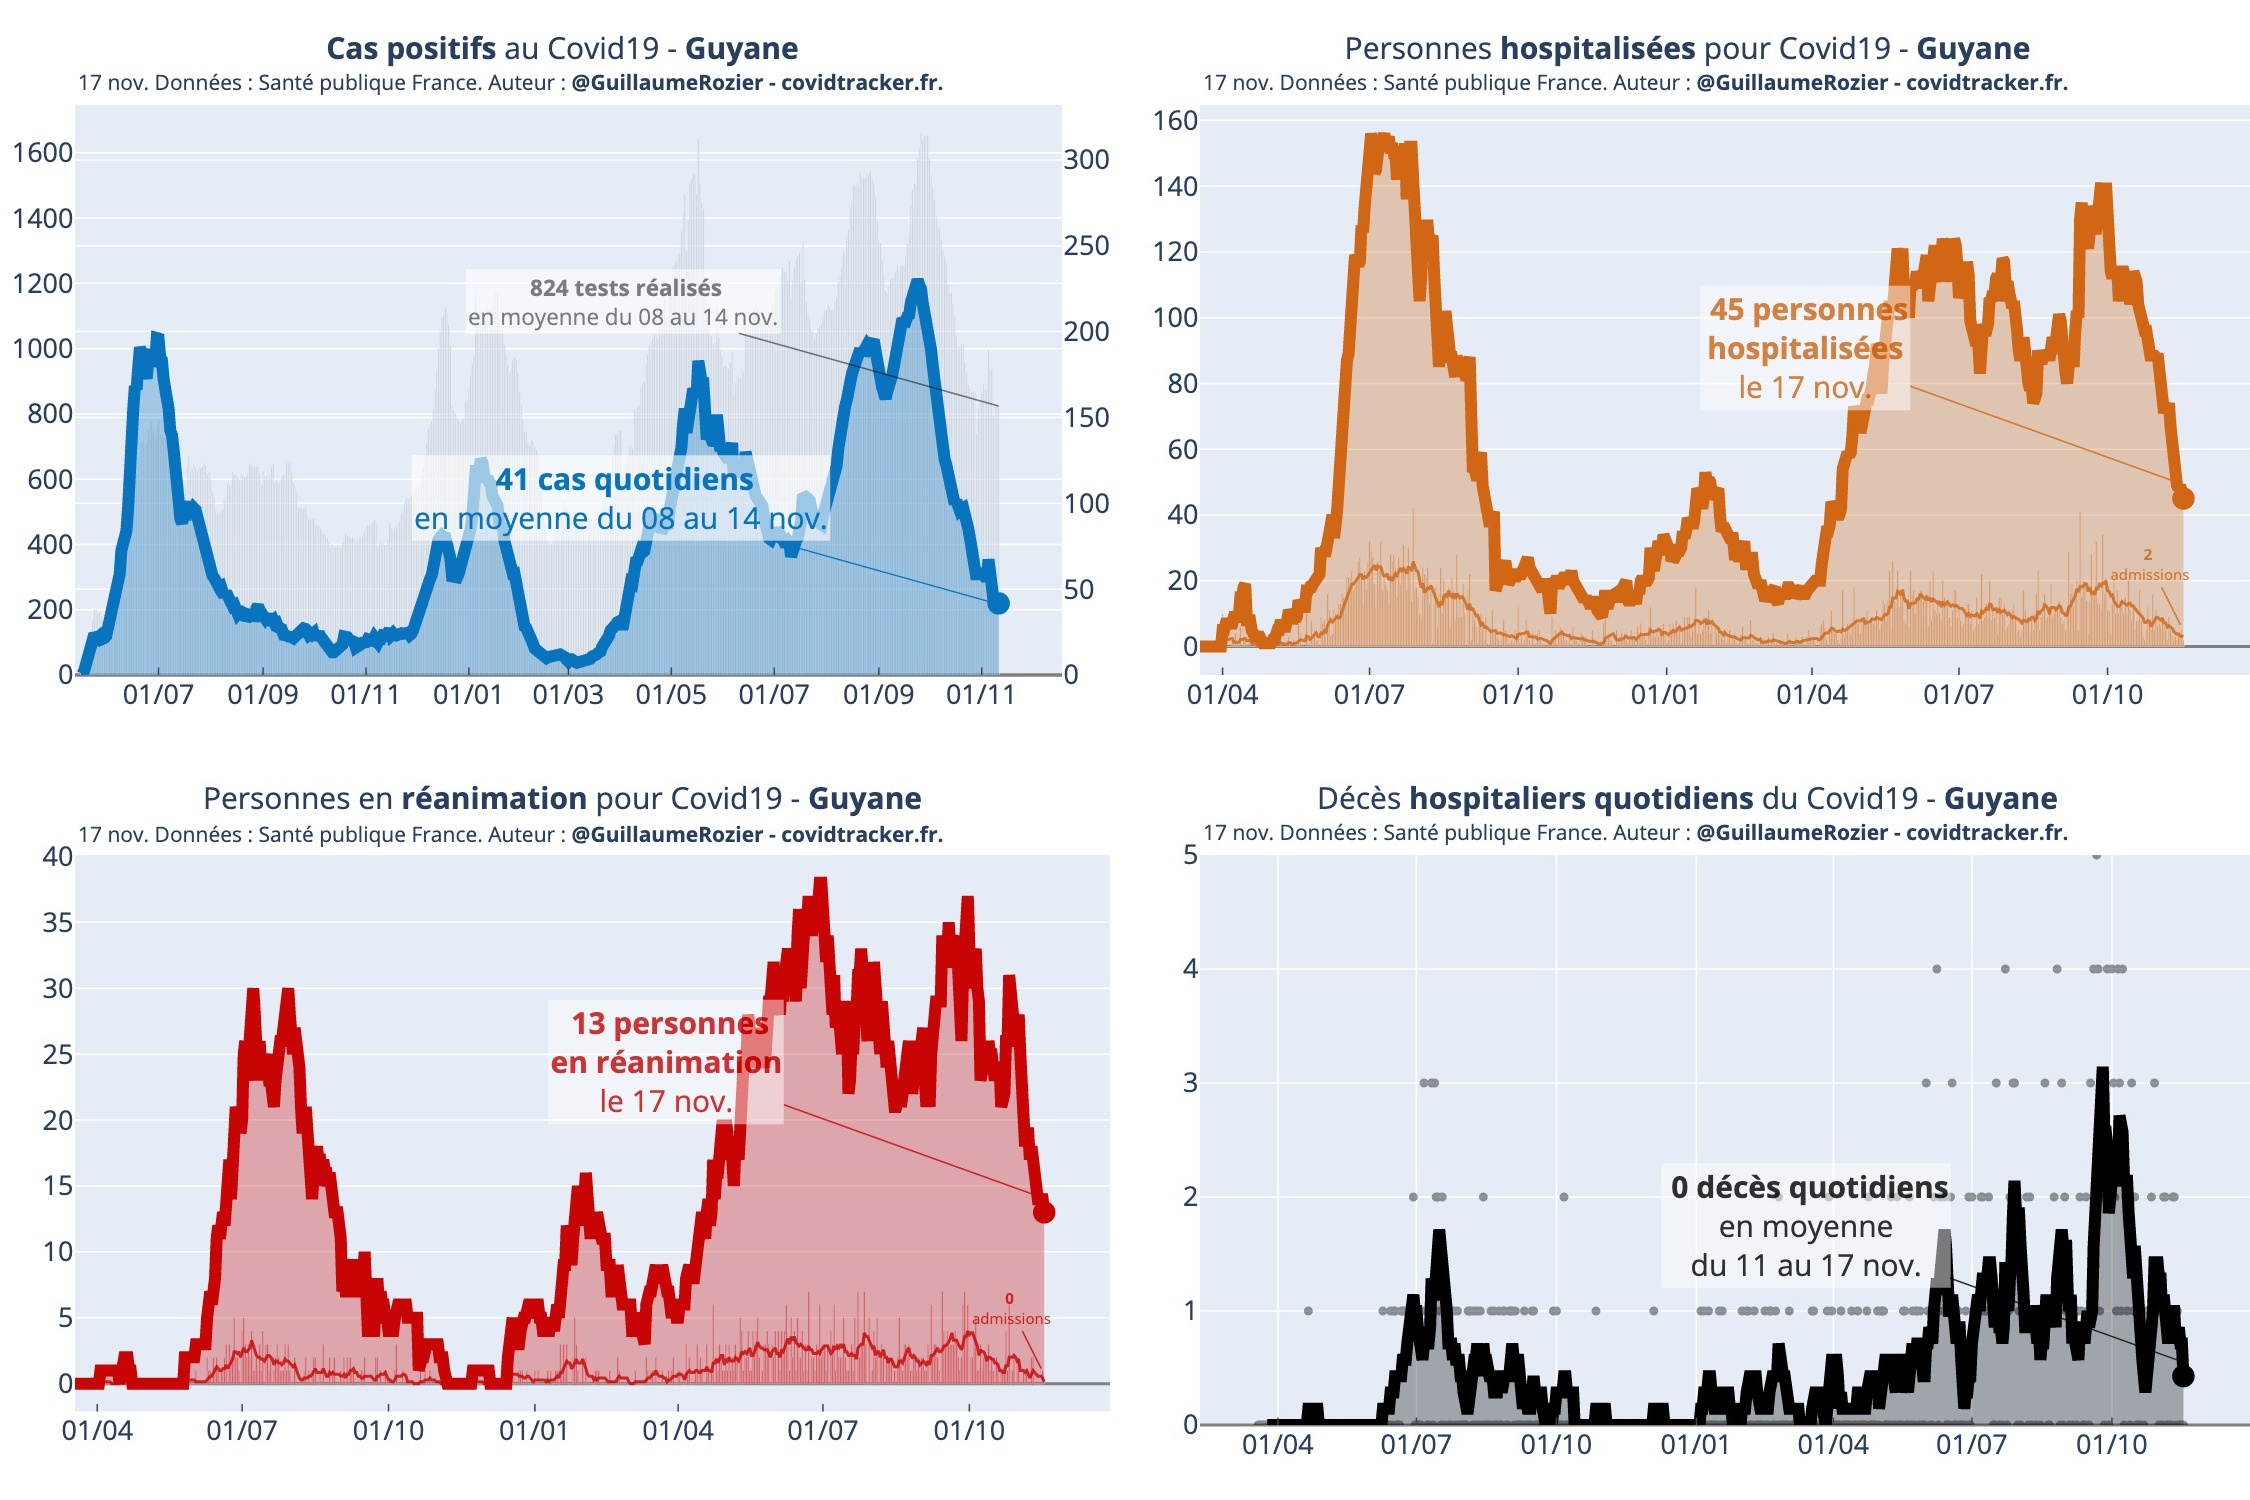 Cas positifs au Covid19 - Guyane
17 nov. Données : Santé publique France. Auteur : @GuillaumeRozier - covidtracker.fr.
1600
1400
1200
1000
800
600
400
200
0
300
250
200
150
100
50
0
824 tests réalisés
en moyenne du 08 au 14 nov.
41 cas quotidiens
en moyenne du 08 au 14 nov.
01/07 01/09 01/11 01/01 01/03 01/05 01/07 01/09 01/11
Personnes hospitalisées pour Covid19 - Guyane
17 nov. Données : Santé publique France. Auteur : @GuillaumeRozier - covidtracker.fr.
160
140
120
100
80
60
40
20
0
45 personnes
hospitalisées
le 17 nov.
2
admissions
01/04 01/07 01/10 01/01 01/04 01/07 01/10
Personnes en réanimation pour Covid19 - Guyane
17 nov. Données : Santé publique France. Auteur : @GuillaumeRozier - covidtracker.fr.
40
35
30
25
20
15
10
5
0
13 personnes
en réanimation
le 17 nov.
0
admissions
01/04 01/07 01/10 01/01 01/04 01/07 01/10
Décès hospitaliers quotidiens du Covid19 - Guyane
17 nov. Données : Santé publique France. Auteur : @GuillaumeRozier - covidtracker.fr.
5
4
3
2
1
0
0 décès quotidiens
en moyenne
du 11 au 17 nov.
01/04 01/07 01/10 01/01 01/04 01/07 01/10